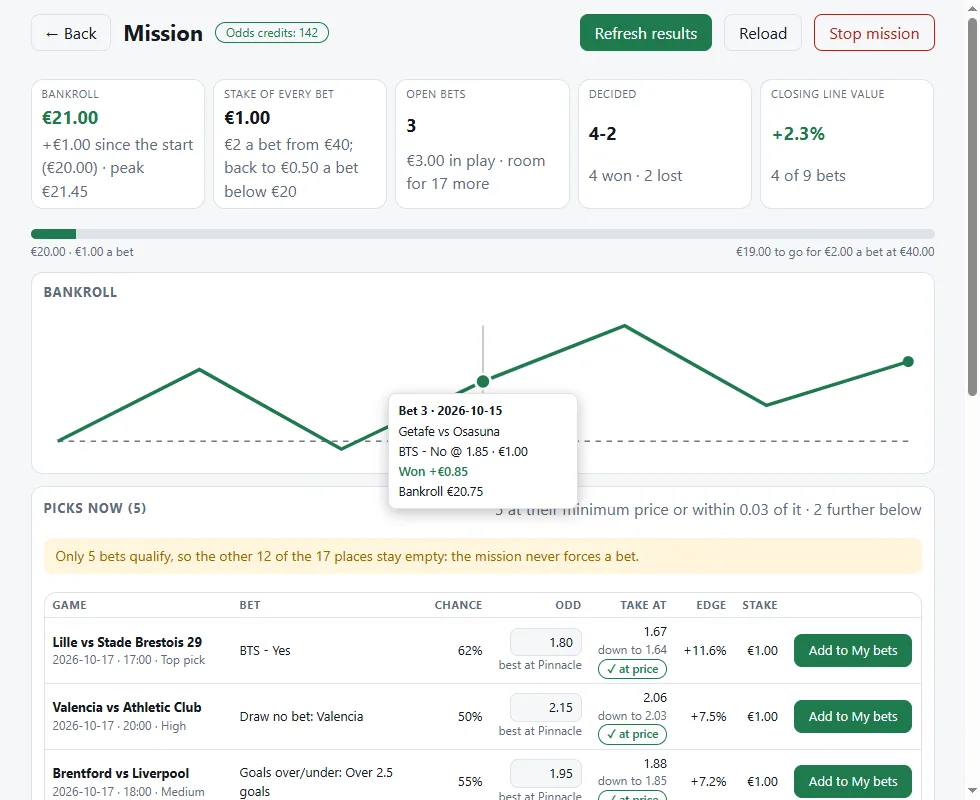 ← Back
Mission
Odds credits: 142
Refresh results
Reload
Stop mission
BANKROLL
€21.00
+€1.00 since the start
(€20.00) · peak
€21.45
STAKE OF EVERY BET
€1.00
€2 a bet from €40;
back to €0.50 a bet
below €20
OPEN BETS
3
€3.00 in play · room
for 17 more
DECIDED
4-2
4 won · 2 lost
CLOSING LINE VALUE
+2.3%
4 of 9 bets
€20.00 · €1.00 a bet
€19.00 to go for €2.00 a bet at €40.00
BANKROLL
Bet 3 · 2026-10-15
Getafe vs Osasuna
BTS - No @ 1.85 · €1.00
Won +€0.85
Bankroll €20.75
PICKS NOW (5)
5 at their minimum price or within 0.03 of it · 2 further below
Only 5 bets qualify, so the other 12 of the 17 places stay empty: the mission never forces a bet.
GAME BET CHANCE ODD TAKE AT EDGE STAKE
Lille vs Stade Brestois 29
2026-10-17 · 17:00 · Top pick
BTS - Yes
62%
1.80
best at Pinnacle
1.67
down to 1.64
✓ at price
+11.6%
€1.00
Add to My bets
Valencia vs Athletic Club
2026-10-17 · 20:00 · High
Draw no bet: Valencia
50%
2.15
best at Pinnacle
2.06
down to 2.03
✓ at price
+7.5%
€1.00
Add to My bets
Brentford vs Liverpool
2026-10-17 · 18:00 · Medium
Goals over/under: Over 2.5
goals
55%
1.95
best at Pinnacle
1.88
down to 1.85
✓ at price
+7.2%
€1.00
Add to My bets